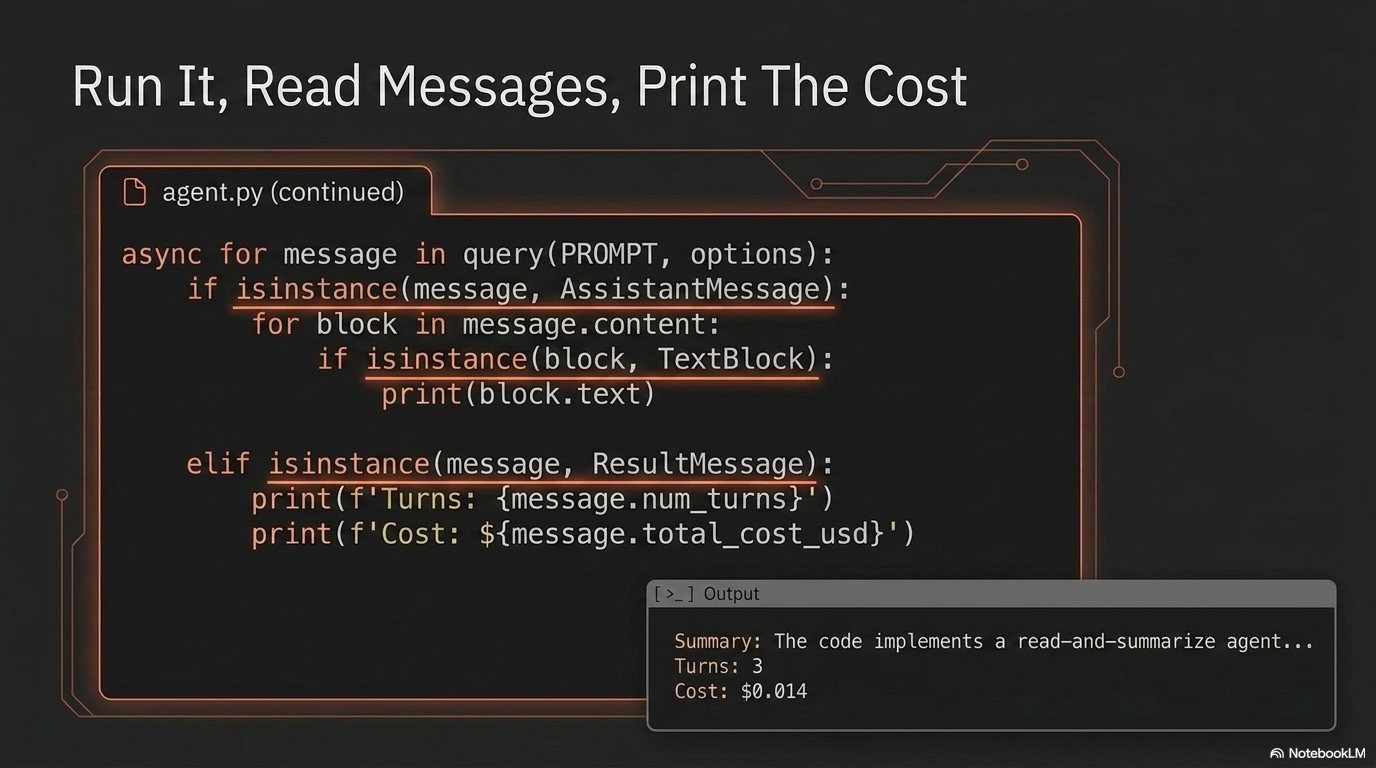 Run It, Read Messages, Print The Cost
agent.py (continued)
async for message in query(PROMPT, options):
    if isinstance(message, AssistantMessage):
        for block in message.content:
            if isinstance(block, TextBlock):
                print(block.text)
    elif isinstance(message, ResultMessage):
        print(f'Turns: {message.num_turns}')
        print(f'Cost: ${message.total_cost_usd}')
[>_] Output
Summary: The code implements a read-and-summarize agent...
Turns: 3
Cost: $0.014
NotebookLM